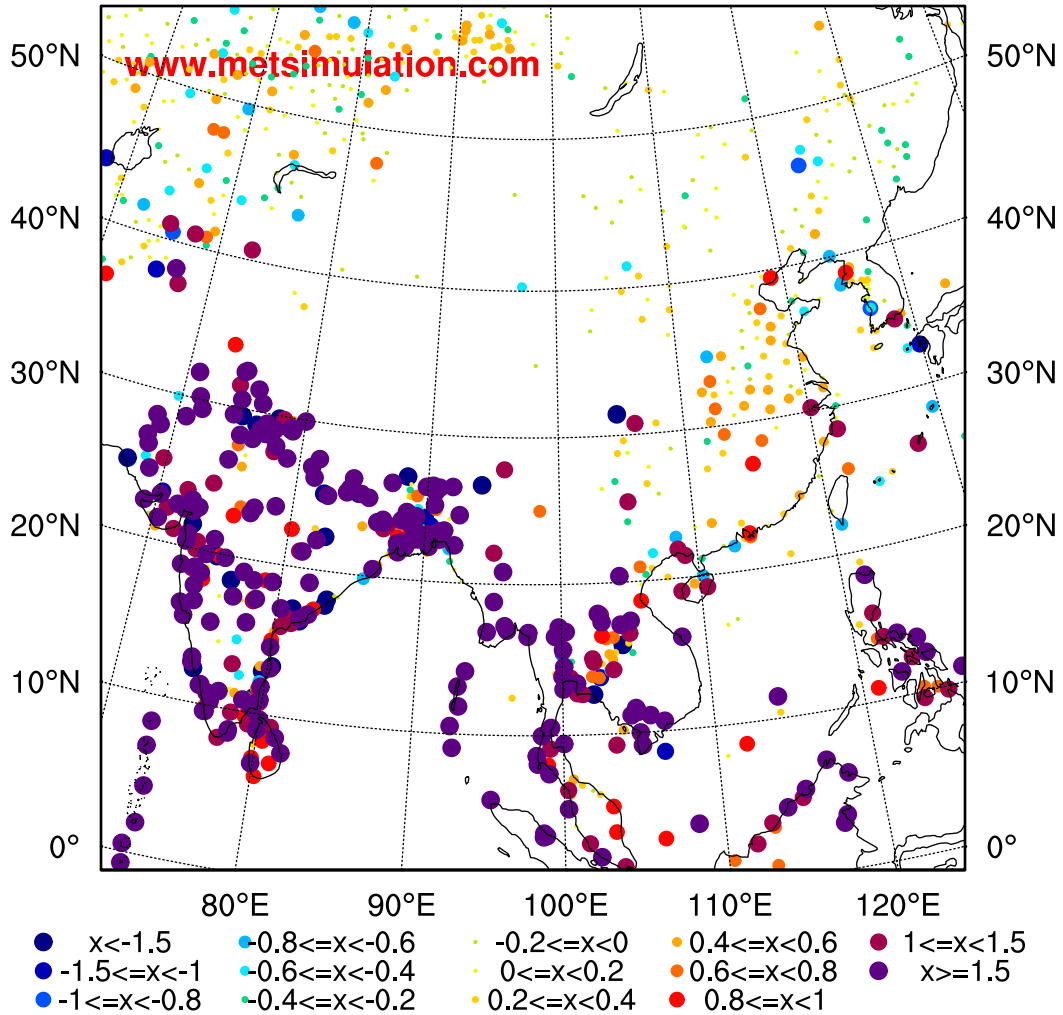 50°N 50°N
www.metsimulation.com
40°N 40°N
30°N 30°N
20°N 20°N
10°N 10°N
0° 0°
80°E 90°E 100°E 110°E 120°E
x<-1.5 -0.8<=x<-0.6 -0.2<=x<0 0.4<=x<0.6 1<=x<1.5
-1.5<=x<-1 -0.6<=x<-0.4 0<=x<0.2 0.6<=x<0.8 x>=1.5
-1<=x<-0.8 -0.4<=x<-0.2 0.2<=x<0.4 0.8<=x<1